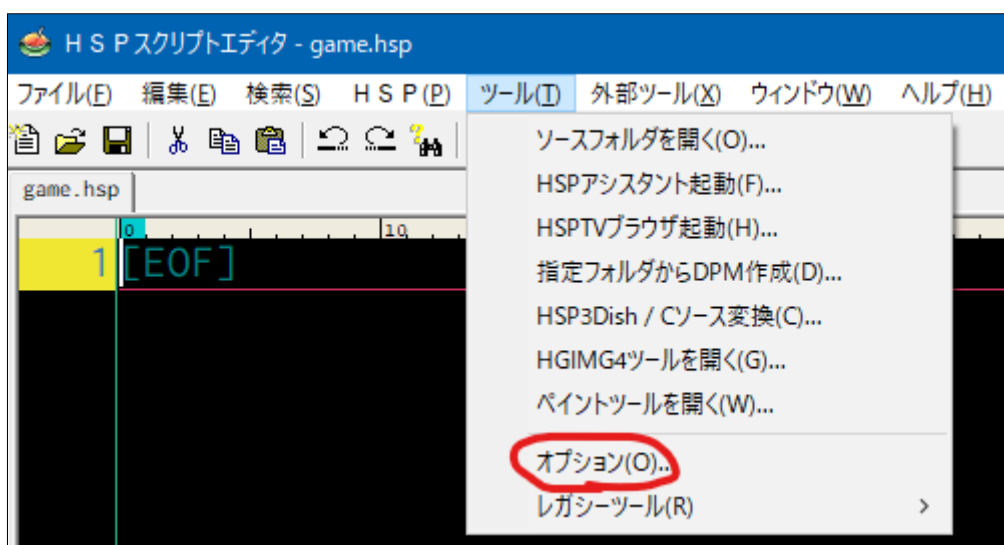 ＨＳＰスクリプトエディタ - game.hsp
ファイル(F) 編集(E) 検索(S) ＨＳＰ(P) ツール(T) 外部ツール(X) ウィンドウ(W) ヘルプ(H)
ソースフォルダを開く(O)...
game.hsp
HSPアシスタント起動(F)...
0 10
HSPTVブラウザ起動(H)...
1 [EOF]
指定フォルダからDPM作成(D)...
HSP3Dish / Cソース変換(C)...
HGIMG4ツールを開く(G)...
ペイントツールを開く(W)...
オプション(O)...
レガシーツール(R) >